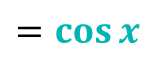 = cos x